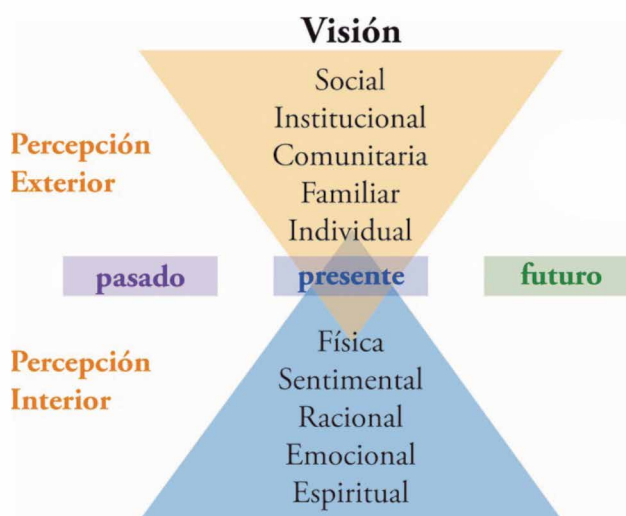 Visión
Social
Institucional
Percepción
Exterior
Comunitaria
Familiar
Individual
pasado
presente
futuro
Percepción
Interior
Física
Sentimental
Racional
Emocional
Espiritual